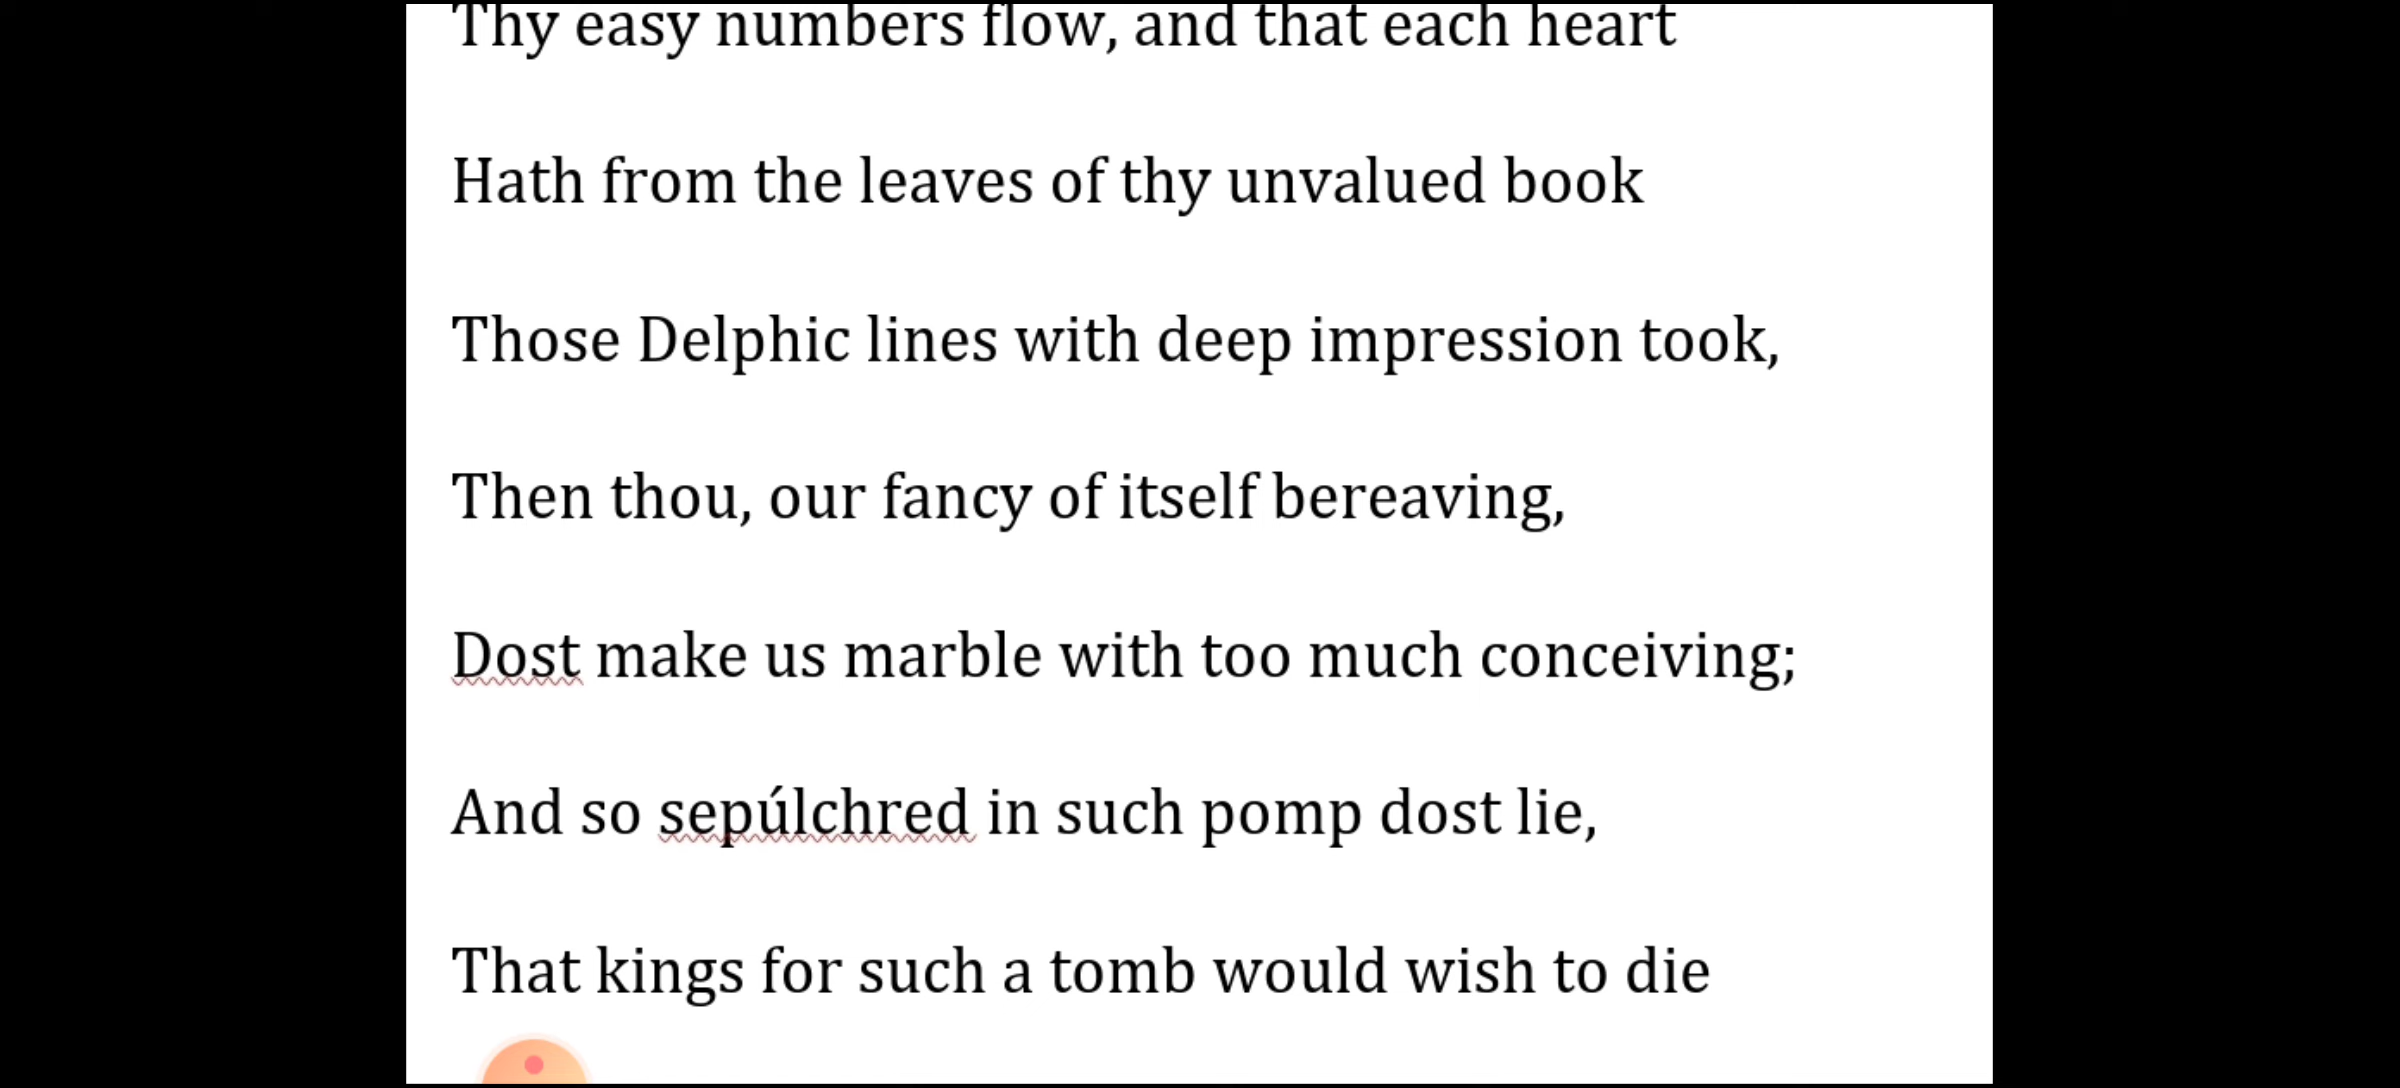 Thy easy numbers flow, and that each heart
Hath from the leaves of thy unvalued book
Those Delphic lines with deep impression took,
Then thou, our fancy of itself bereaving,
Dost make us marble with too much conceiving;
And so sepúlchred in such pomp dost lie,
That kings for such a tomb would wish to die